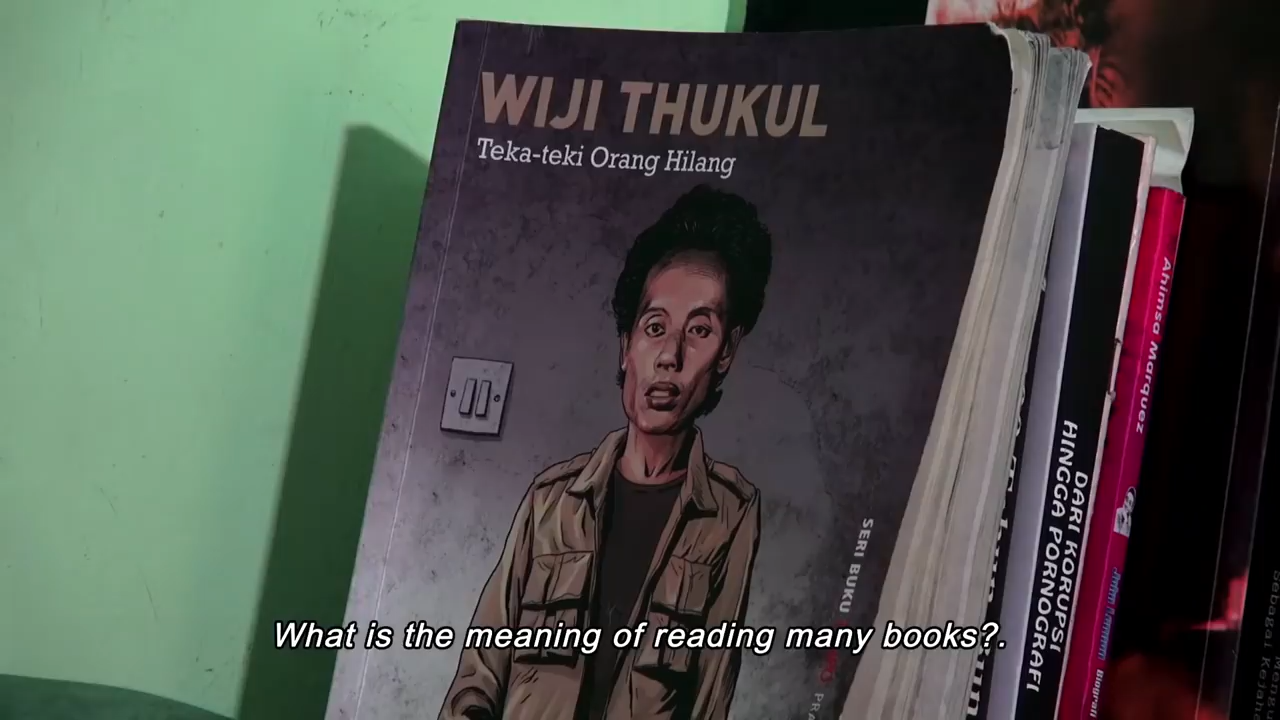 WIJI THUKUL
Teka-teki Orang Hilang
SERI BUKU
DARI KORUPSI
HINGGA PORNOGRAFI
Ahimsa Marquez
What is the meaning of reading many books?.